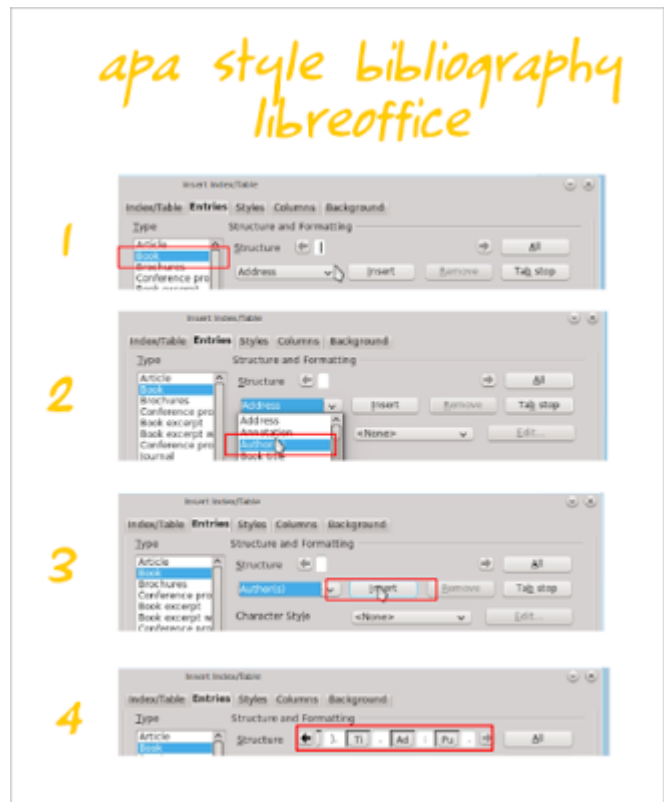 apa style bibliography
libreoffice
1
Insert Index/Table
Index/Table Entries Styles Columns Background
Type Structure and Formatting
Article Structure All
Book
Brochures Address Insert Remove Tab stop
Conference pro
Book excerpt
2
Insert Index/Table
Index/Table Entries Styles Columns Background
Type Structure and Formatting
Article Structure All
Book
Brochures Address Insert Remove Tab stop
Conference pro Address
Book excerpt Annotation <None> Edit...
Book excerpt w Author
Conference pro Book title
Journal
3
Insert Index/Table
Index/Table Entries Styles Columns Background
Type Structure and Formatting
Article Structure All
Book
Brochures Author(s) Insert Remove Tab stop
Conference pro
Book excerpt Character Style <None> Edit...
Book excerpt w
Conference pro
4
Insert Index/Table
Index/Table Entries Styles Columns Background
Type Structure and Formatting
Article Structure ). Ti . Ad : Pu . All
Book